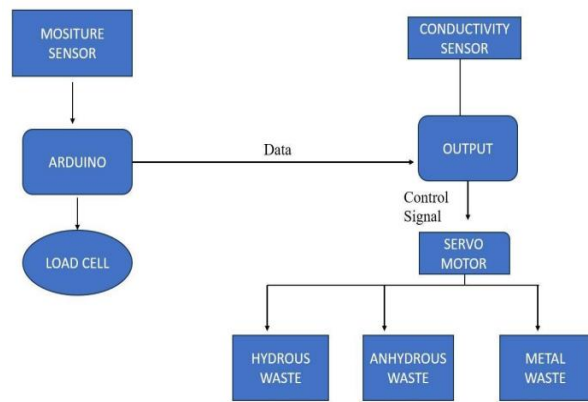 MOSITURE
SENSOR
CONDUCTIVITY
SENSOR
ARDUINO
Data
OUTPUT
Control
Signal
LOAD CELL
SERVO
MOTOR
HYDROUS
WASTE
ANHYDROUS
WASTE
METAL
WASTE